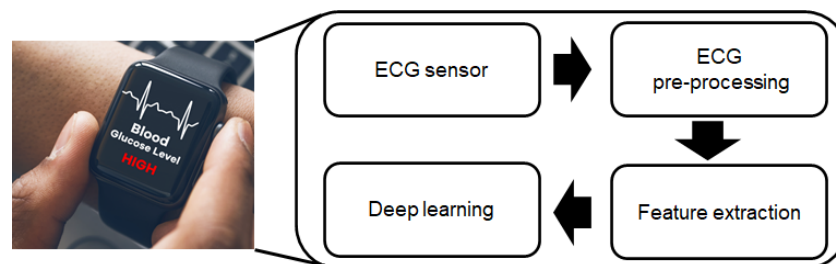 Blood
Glucose Level
HIGH
ECG sensor
ECG
pre-processing
Deep learning
Feature extraction